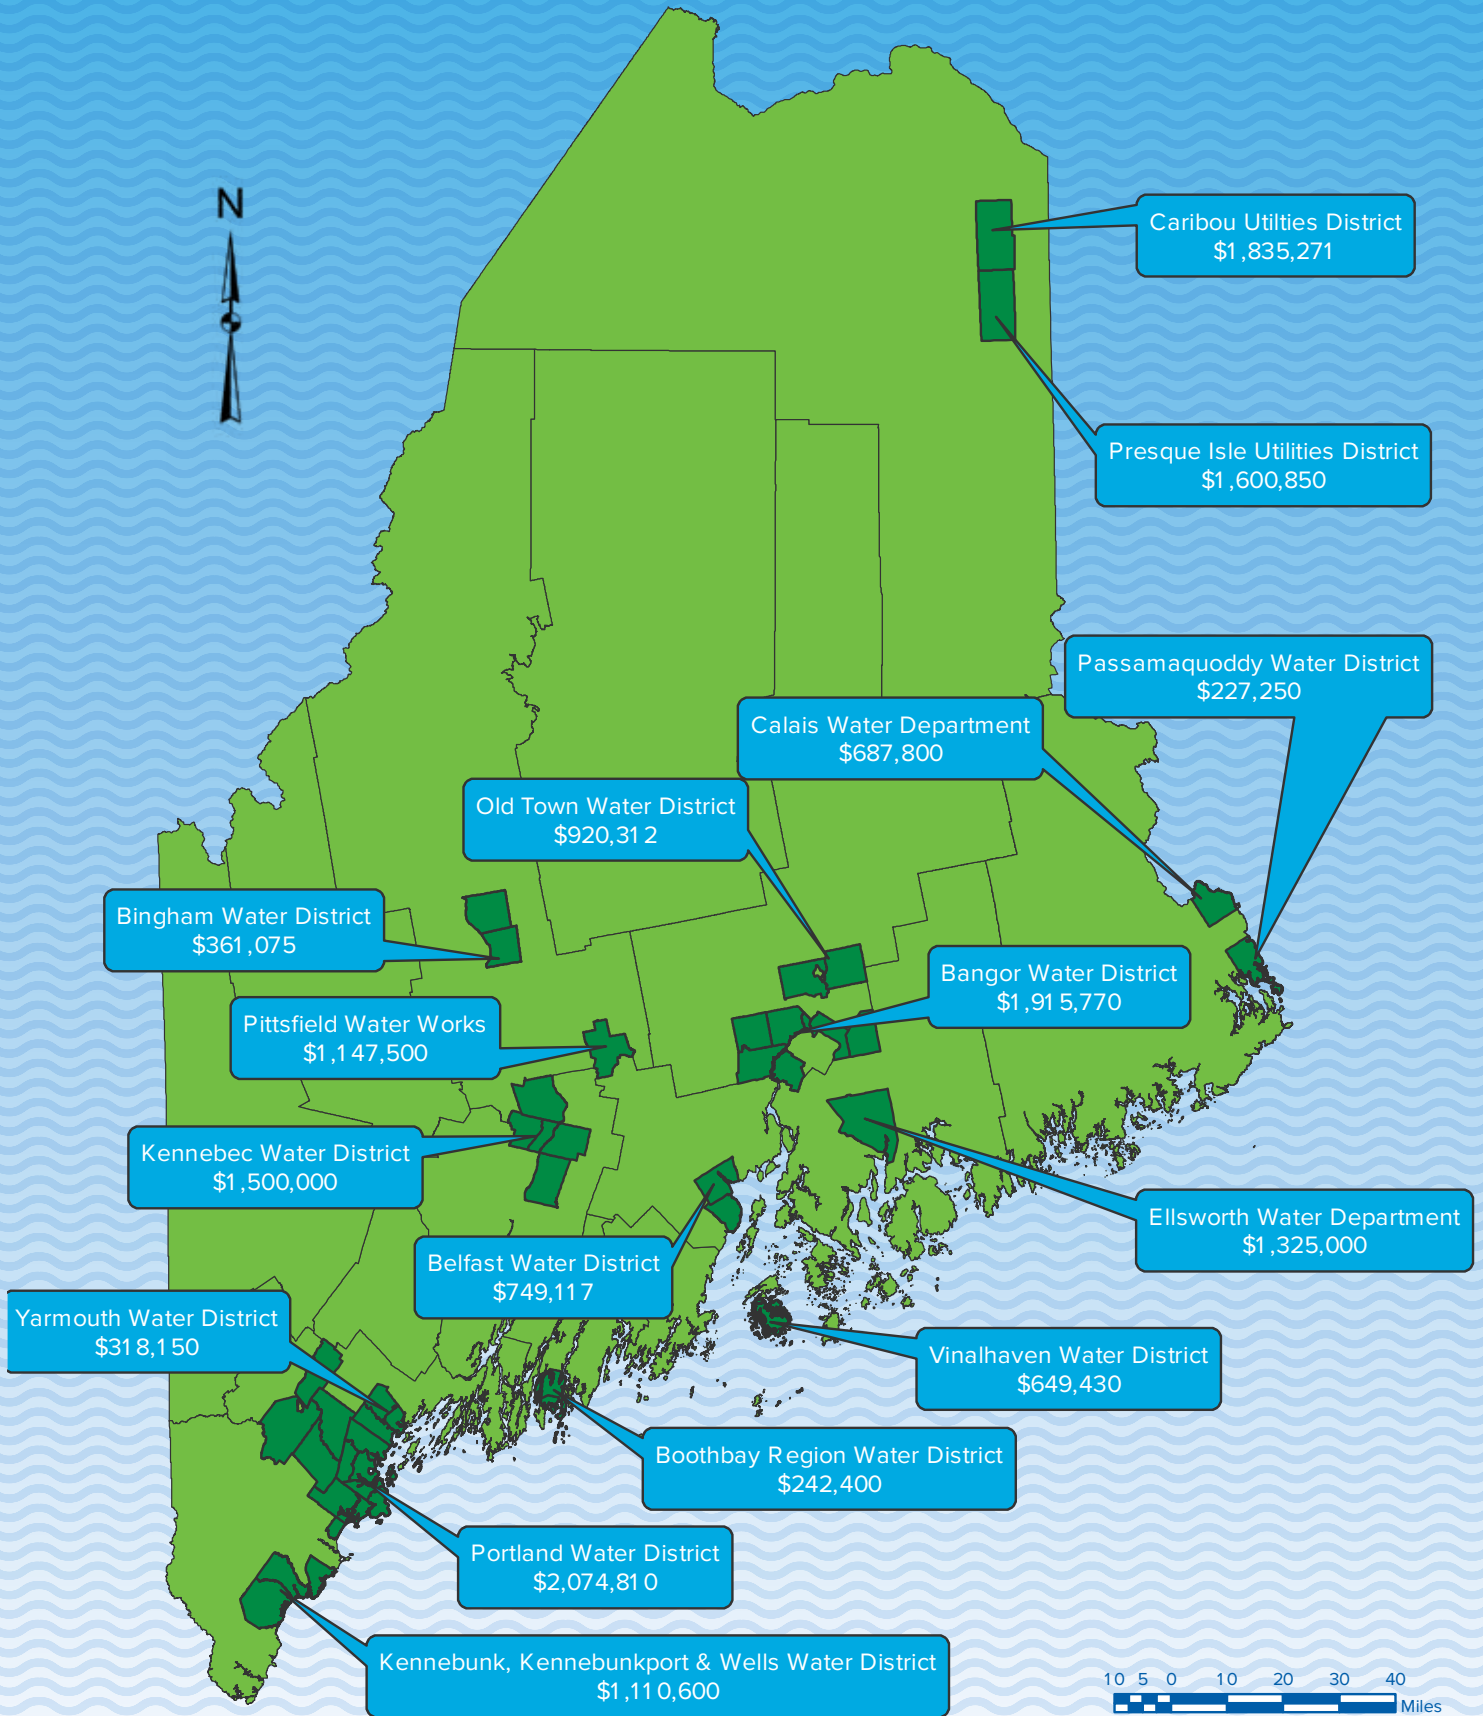 N
Caribou Utilties District
$1,835,271
Presque Isle Utilities District
$1,600,850
Passamaquoddy Water District
$227,250
Calais Water Department
$687,800
Old Town Water District
$920,312
Bingham Water District
$361,075
Bangor Water District
$1,915,770
Pittsfield Water Works
$1,147,500
Kennebec Water District
$1,500,000
Ellsworth Water Department
$1,325,000
Belfast Water District
$749,117
Yarmouth Water District
$318,150
Vinalhaven Water District
$649,430
Boothbay Region Water District
$242,400
Portland Water District
$2,074,810
Kennebunk, Kennebunkport & Wells Water District
$1,110,600
10 5 0 10 20 30 40
Miles